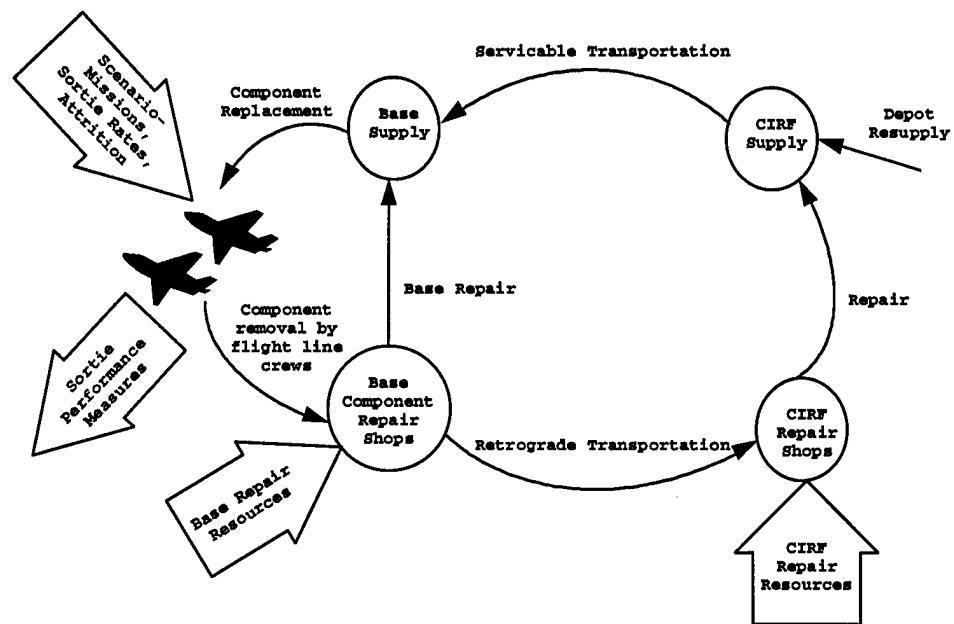 Scenario-
Missions,
Sortie Rates,
Attrition
Component
Replacement
Base
Supply
Servicable Transportation
CIRF
Supply
Depot
Resupply
Base Repair
Repair
Component
removal by
flight line
crews
Sortie
Performance
Measures
Base
Component
Repair
Shops
Retrograde Transportation
CIRF
Repair
Shops
Base Repair
Resources
CIRF
Repair
Resources